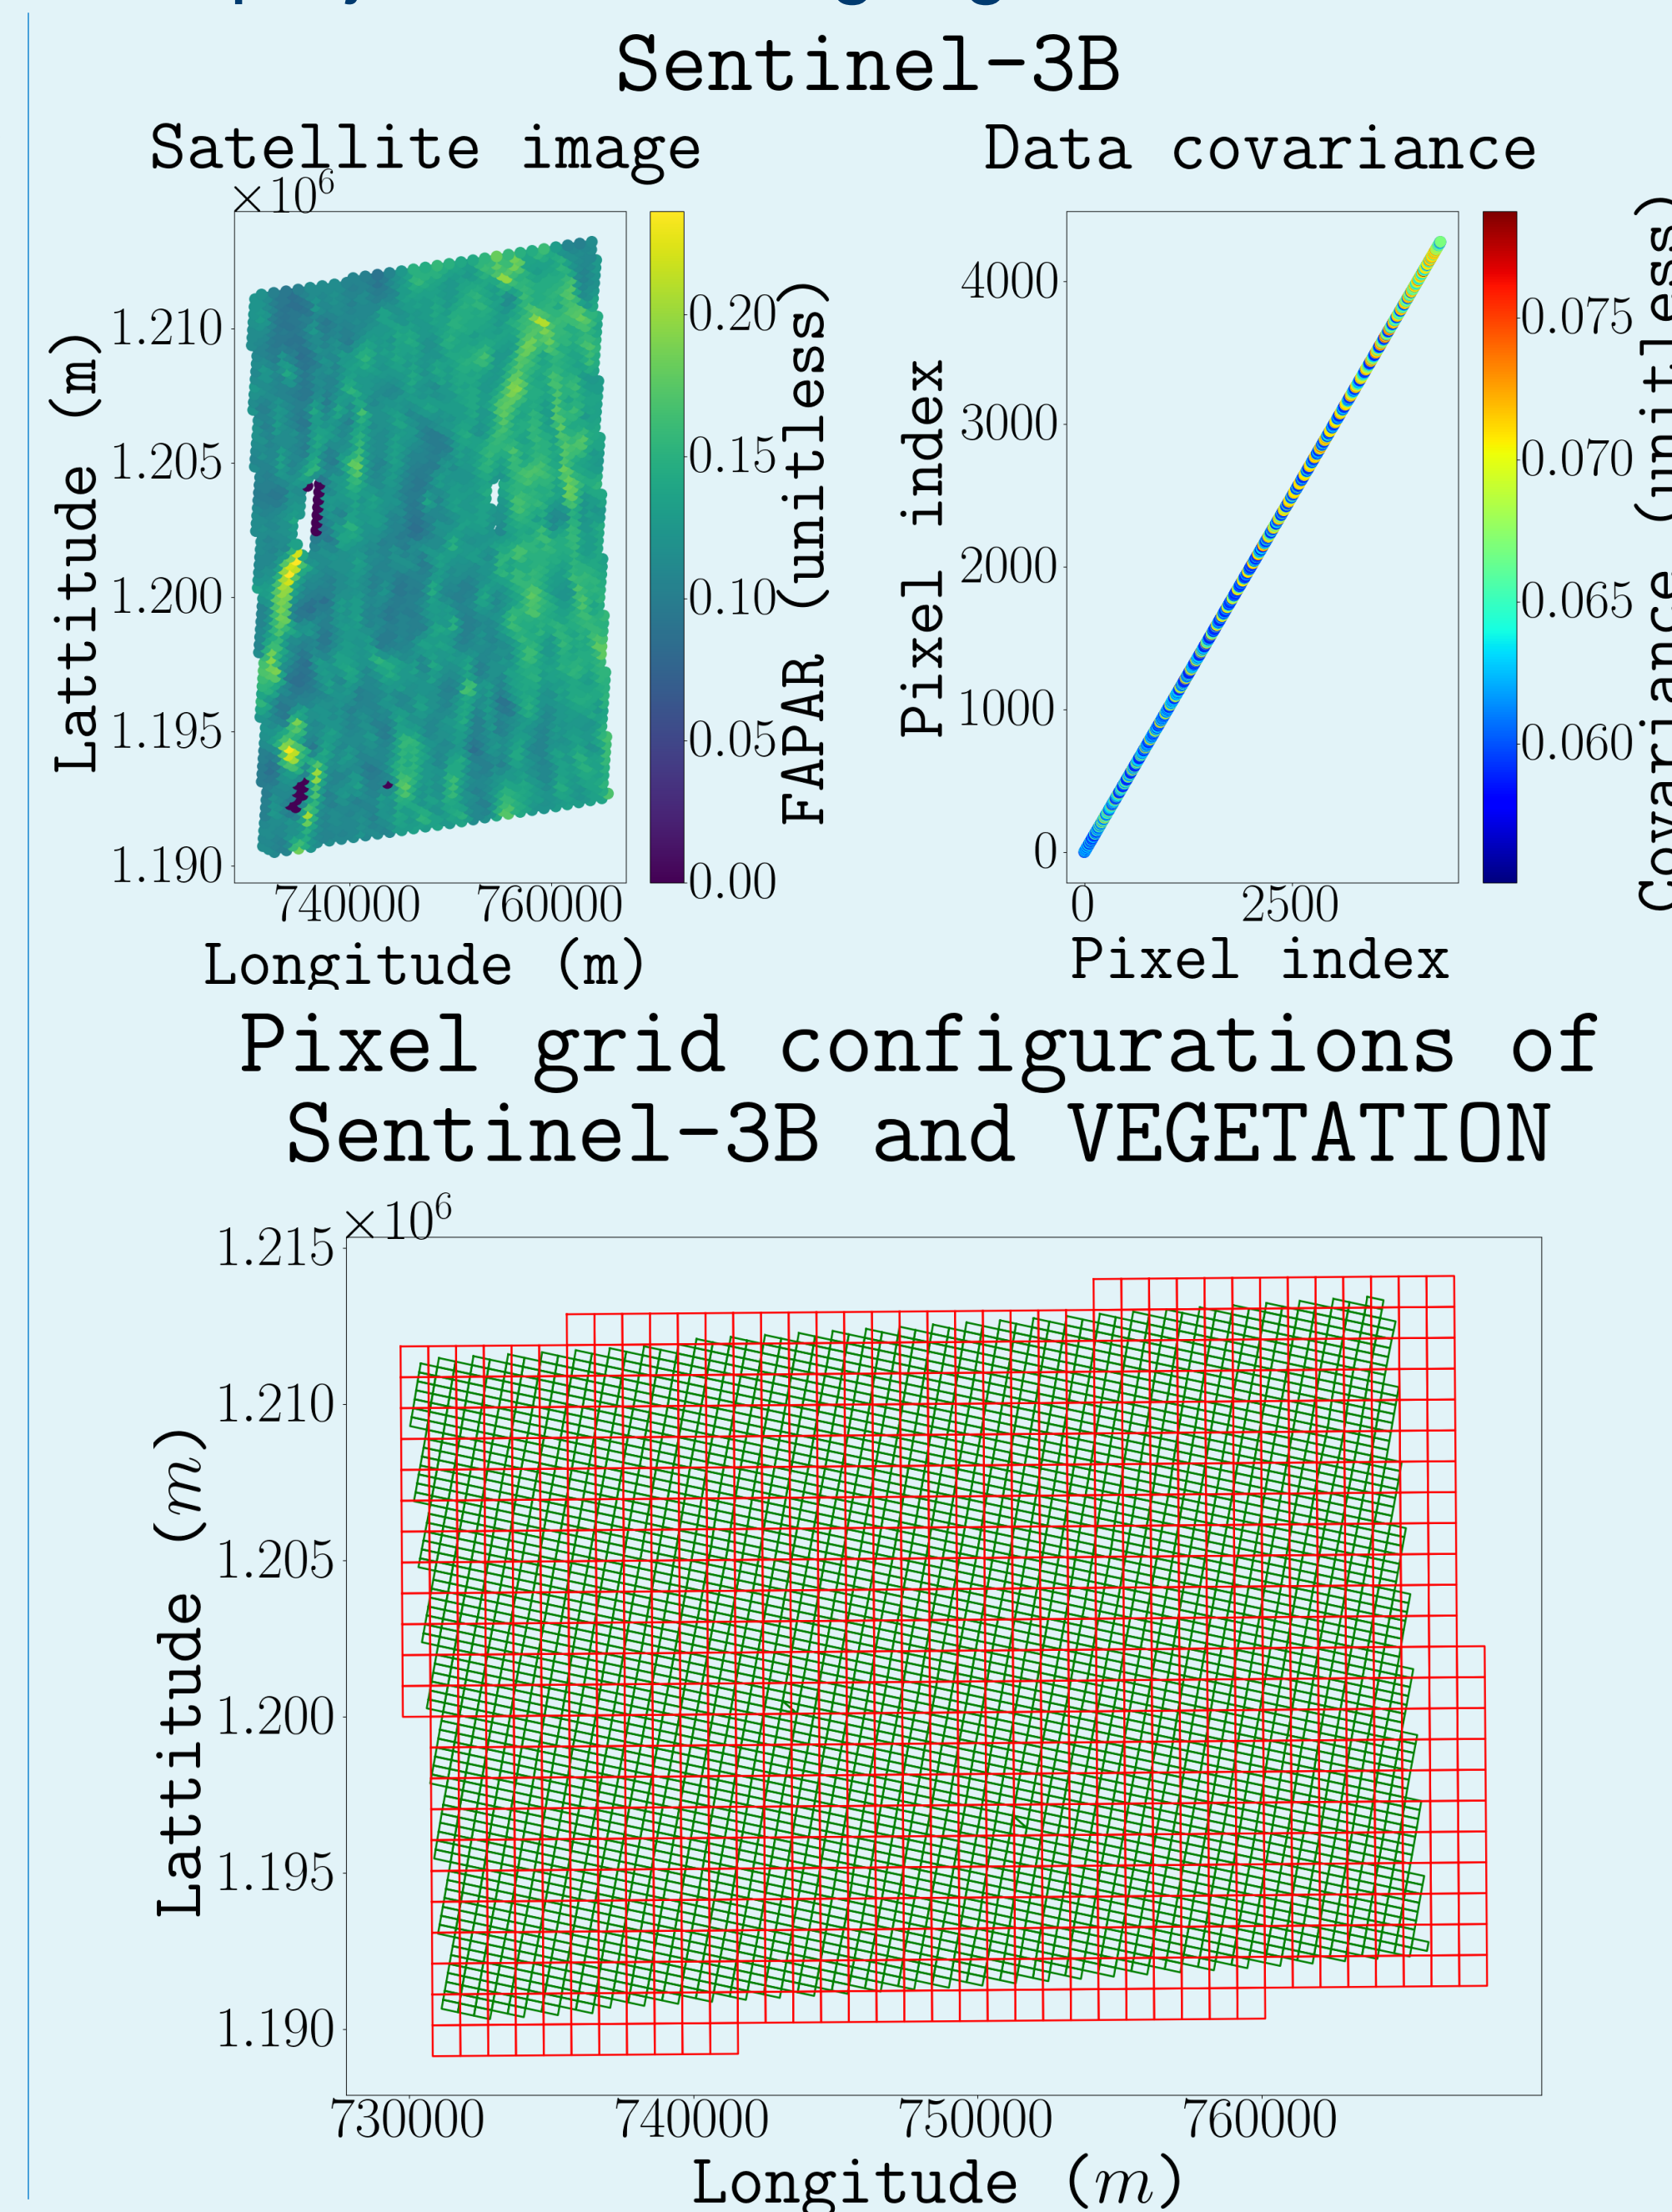 Sentinel-3B
Satellite image
Data covariance
×10⁶
1.210
1.205
1.200
1.195
1.190
Lattitude (m)
740000 760000
Longitude (m)
0.20
0.15
0.10
0.05
0.00
FAPAR (unitless)
4000
3000
2000
1000
0
Pixel index
0 2500
Pixel index
0.075
0.070
0.065
0.060
Covariance (unitless)
Pixel grid configurations of
Sentinel-3B and VEGETATION
×10⁶
1.215
1.210
1.205
1.200
1.195
1.190
Lattitude (m)
730000 740000 750000 760000
Longitude (m)